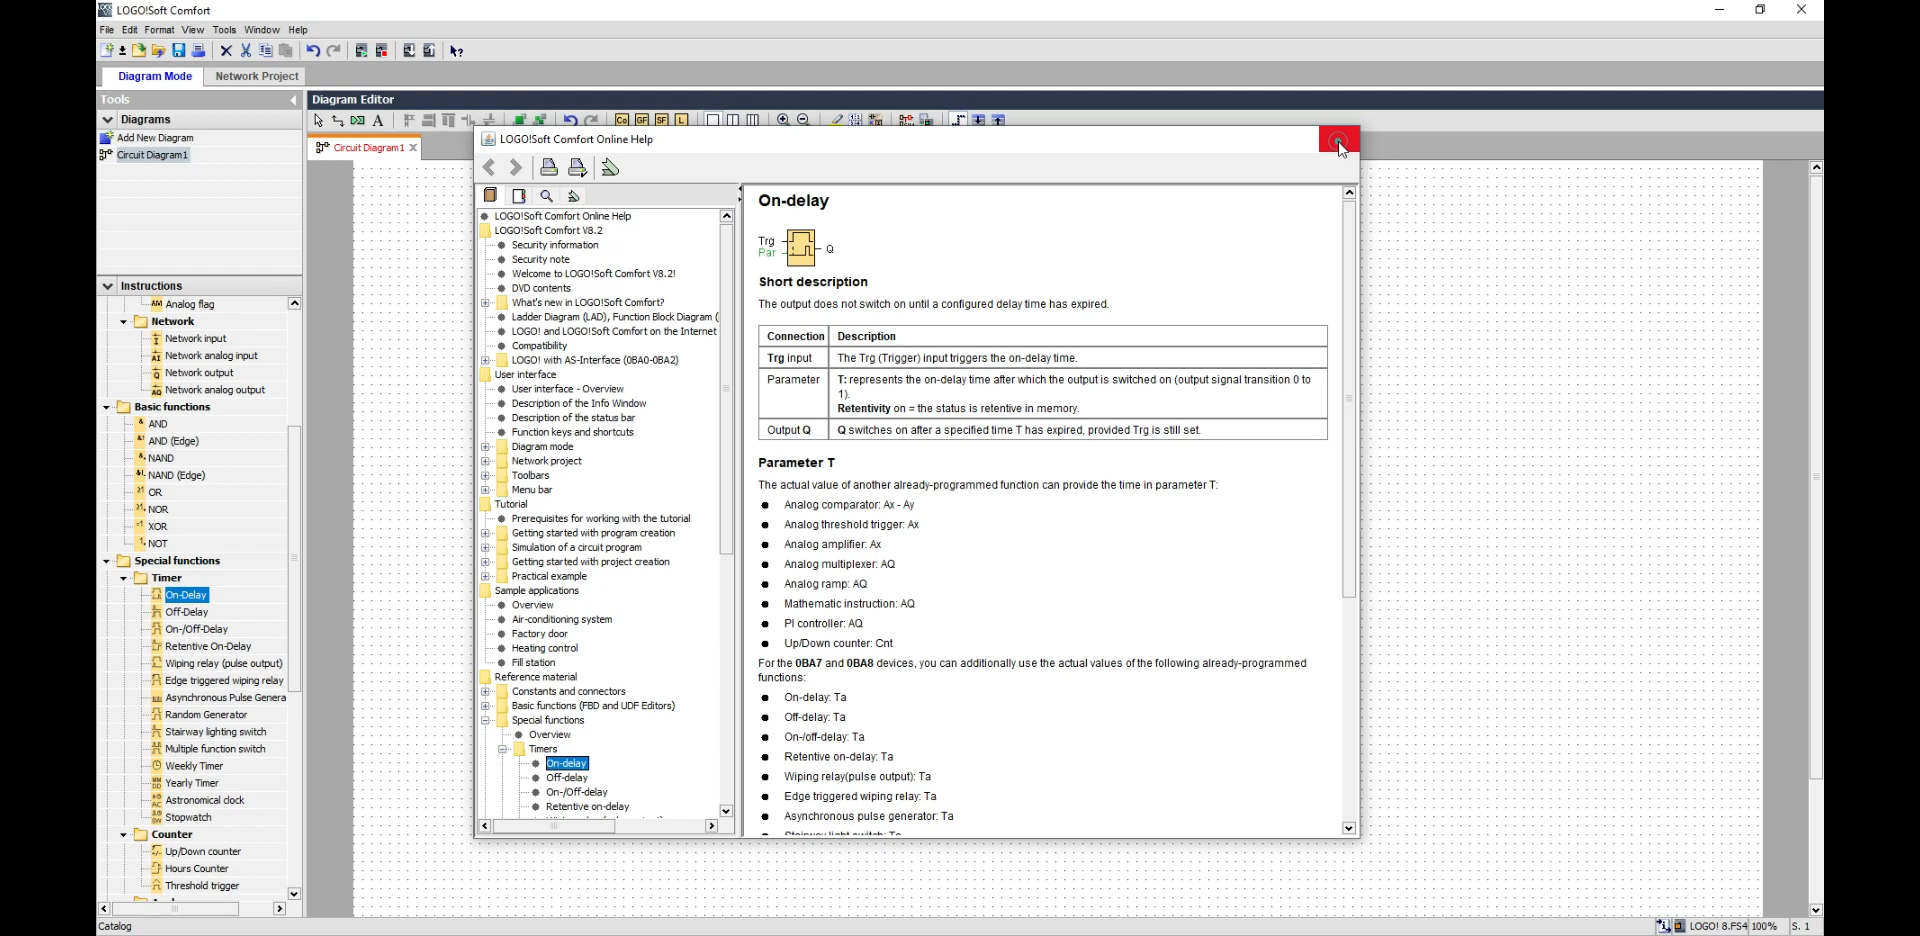 LOGO!Soft Comfort
File Edit Format View Tools Window Help
Diagram Mode Network Project
Tools
Diagrams
Add New Diagram
Circuit Diagram1
Instructions
Analog flag
Network
Network input
Network analog input
Network output
Network analog output
Basic functions
AND
AND (Edge)
NAND
NAND (Edge)
OR
NOR
XOR
NOT
Special functions
Timer
On-Delay
Off-Delay
On-/Off-Delay
Retentive On-Delay
Wiping relay (pulse output)
Edge triggered wiping relay
Asynchronous Pulse Genera
Random Generator
Stairway lighting switch
Multiple function switch
Weekly Timer
Yearly Timer
Astronomical clock
Stopwatch
Counter
Up/Down counter
Hours Counter
Threshold trigger
Diagram Editor
A Co GF SF L
Circuit Diagram1
LOGO!Soft Comfort Online Help
LOGO!Soft Comfort Online Help
LOGO!Soft Comfort V8.2
Security information
Security note
Welcome to LOGO!Soft Comfort V8.2!
DVD contents
What's new in LOGO!Soft Comfort?
Ladder Diagram (LAD), Function Block Diagram (
LOGO! and LOGO!Soft Comfort on the Internet
Compatibility
LOGO! with AS-Interface (0BA0-0BA2)
User interface
User interface - Overview
Description of the Info Window
Description of the status bar
Function keys and shortcuts
Diagram mode
Network project
Toolbars
Menu bar
Tutorial
Prerequisites for working with the tutorial
Getting started with program creation
Simulation of a circuit program
Getting started with project creation
Practical example
Sample applications
Overview
Air-conditioning system
Factory door
Heating control
Fill station
Reference material
Constants and connectors
Basic functions (FBD and UDF Editors)
Special functions
Overview
Timers
On-delay
Off-delay
On-/Off-delay
Retentive on-delay
On-delay
Trg
Par
Q
Short description
The output does not switch on until a configured delay time has expired.
Connection Description
Trg input The Trg (Trigger) input triggers the on-delay time.
Parameter T: represents the on-delay time after which the output is switched on (output signal transition 0 to
1).
Retentivity on = the status is retentive in memory.
Output Q Q switches on after a specified time T has expired, provided Trg is still set.
Parameter T
The actual value of another already-programmed function can provide the time in parameter T:
Analog comparator: Ax - Ay
Analog threshold trigger: Ax
Analog amplifier: Ax
Analog multiplexer: AQ
Analog ramp: AQ
Mathematic instruction: AQ
PI controller: AQ
Up/Down counter: Cnt
For the 0BA7 and 0BA8 devices, you can additionally use the actual values of the following already-programmed
functions:
On-delay: Ta
Off-delay: Ta
On-/off-delay: Ta
Retentive on-delay: Ta
Wiping relay(pulse output): Ta
Edge triggered wiping relay: Ta
Asynchronous pulse generator: Ta
Catalog
LOGO! 8.FS4 100% S. 1